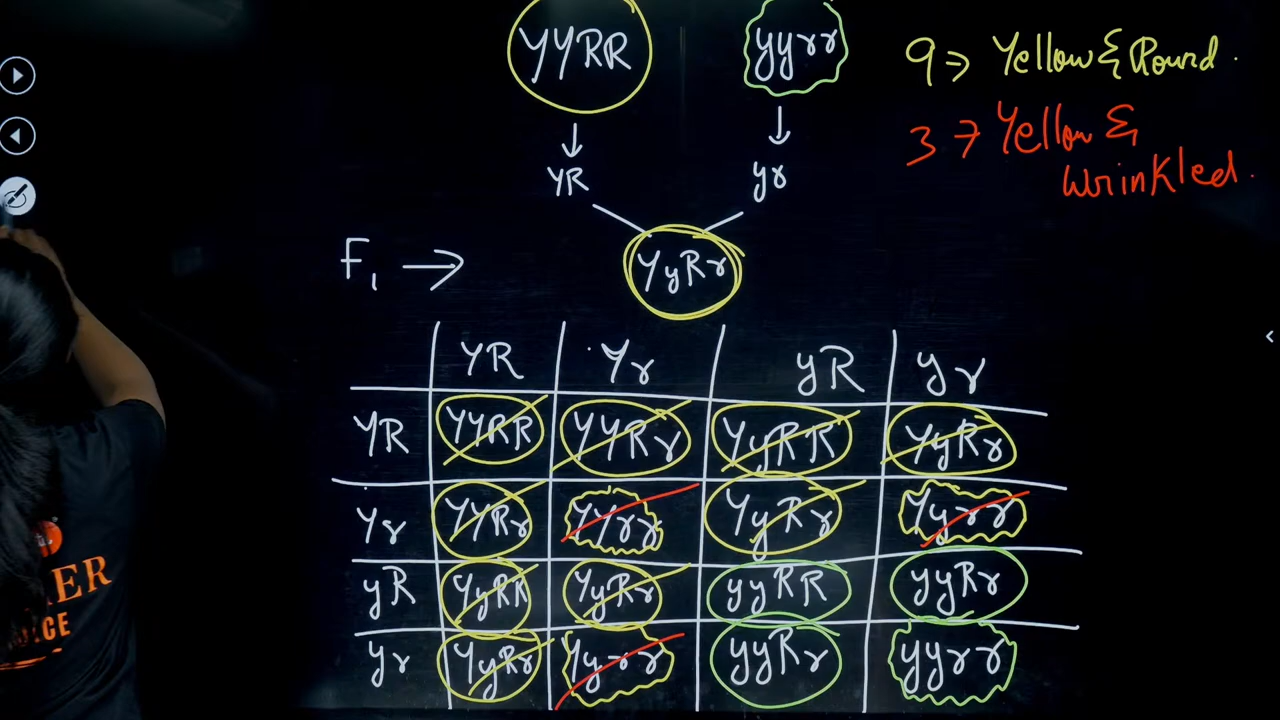 YYRR yyrr
9 => Yellow & Round.
3 → Yellow &
Wrinkled.
YR yr
F1 → YyRr
YR Yr yR yr
YR YYRR YYRr YyRR YyRr
Yr YYRr YYrr YyRr Yyrr
yR YyRR YyRr yyRR yyRr
yr YyRr Yyrr yyRr yyrr
ER